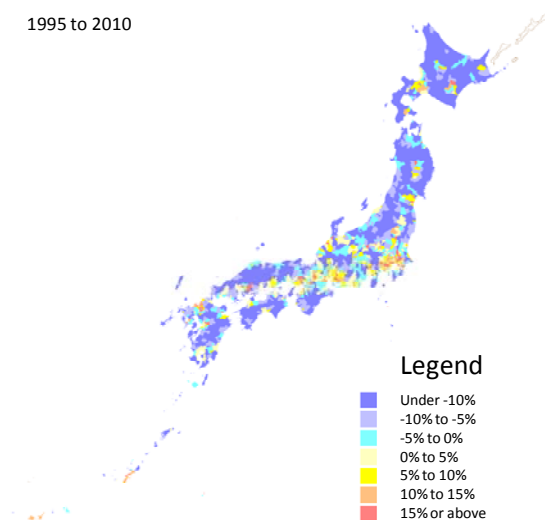 1995 to 2010
Legend
Under -10%
-10% to -5%
-5% to 0%
0% to 5%
5% to 10%
10% to 15%
15% or above